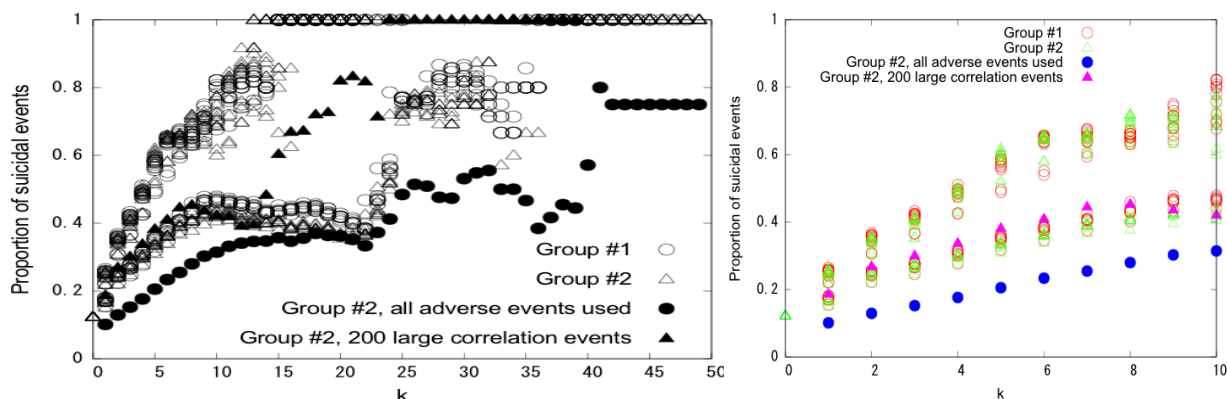 Proportion of suicidal events
1
0.8
0.6
0.4
0.2
0
0 5 10 15 20 25 30 35 40 45 50
k
Group #1
Group #2
Group #2, all adverse events used
Group #2, 200 large correlation events
Proportion of suicidal events
1
0.8
0.6
0.4
0.2
0
0 2 4 6 8 10
k
Group #1
Group #2
Group #2, all adverse events used
Group #2, 200 large correlation events